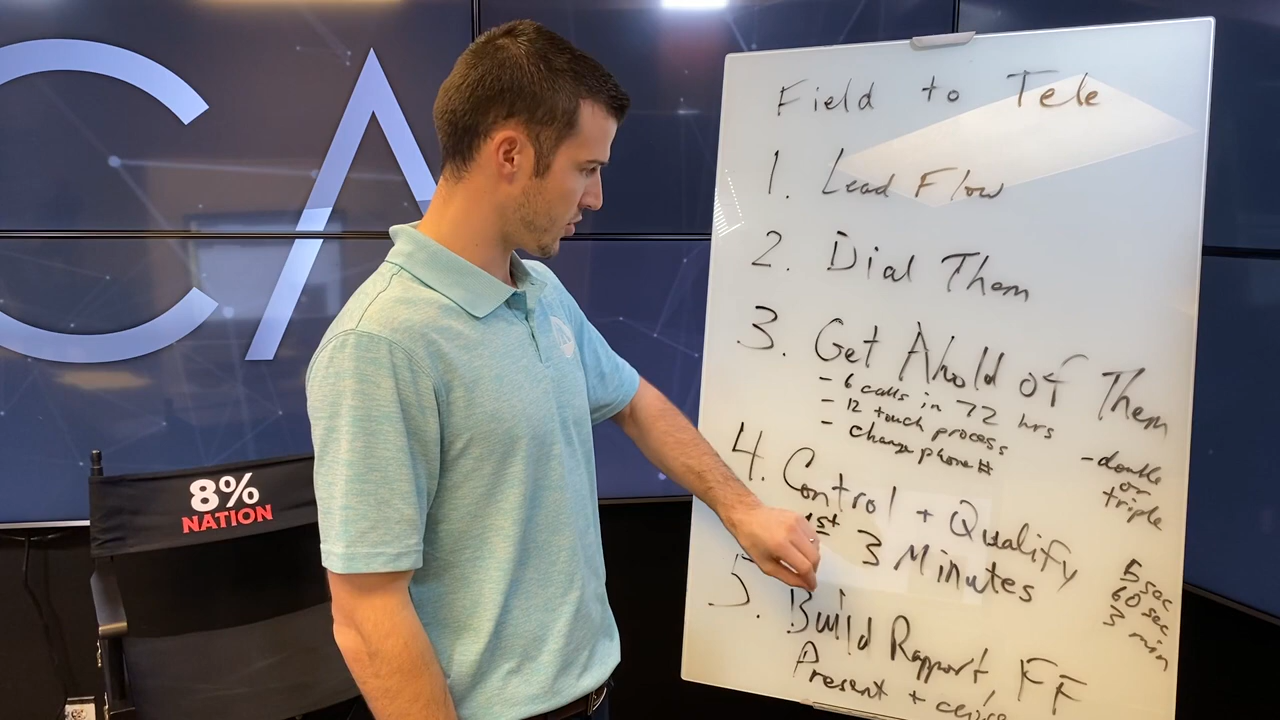 CA
8%
NATION
Field to Tele
1. Lead Flow
2. Dial Them
3. Get Ahold of Them
- 6 calls in 72 hrs
- 12 touch process
- change phone #
- double
or
triple
4. Control + Qualify
1st 3 Minutes
5 sec
60 sec
3 min
5. Build Rapport, FF
Present +